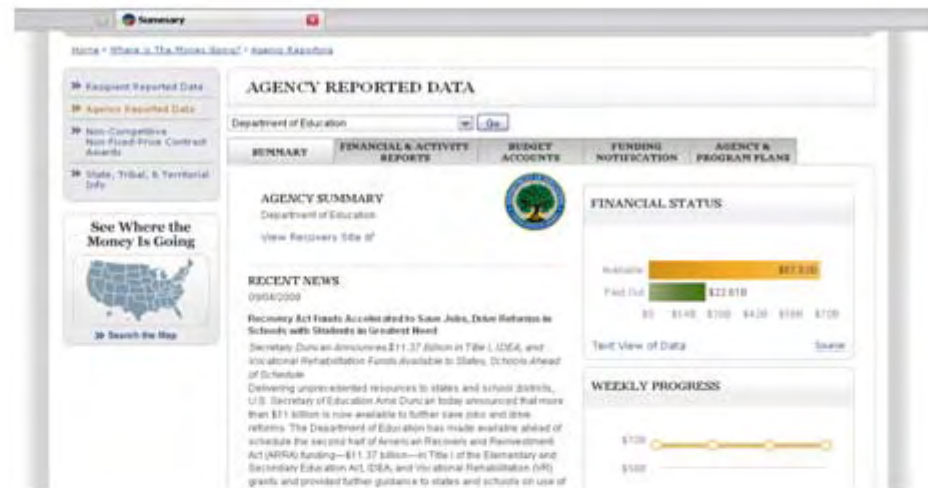 Summary
Home • Where is The Money Going? • Agency Reporting
Recipient Reported Data
Agency Reported Data
Non-Competitive
Non-Fixed-Price Contract
Awards
State, Tribal, & Territorial
Info
See Where the
Money Is Going
Search the Map
AGENCY REPORTED DATA
Department of Education
Go
SUMMARY
FINANCIAL & ACTIVITY
REPORTS
BUDGET
ACCOUNTS
FUNDING
NOTIFICATION
AGENCY &
PROGRAM PLANS
AGENCY SUMMARY
Department of Education
View Recovery Site
RECENT NEWS
09/04/2009
Recovery Act Funds Accelerated to Save Jobs, Drive Reforms in
Schools with Students in Greatest Need
Secretary Duncan Announces $11.37 Billion in Title I, IDEA, and
Vocational Rehabilitation Funds Available to States, Schools Ahead
of Schedule
Delivering unprecedented resources to states and school districts,
U.S. Secretary of Education Arne Duncan today announced that more
than $11 billion is now available to further save jobs and drive
reforms. The Department of Education has made available ahead of
schedule the second half of American Recovery and Reinvestment
Act (ARRA) funding—$11.37 billion—in Title I of the Elementary and
Secondary Education Act, IDEA, and Vocational Rehabilitation (VR)
grants and provided further guidance to states and schools on use of
FINANCIAL STATUS
Available
Paid Out $22.61B
$0 $14B $42B $70B
Text View of Data Source
WEEKLY PROGRESS